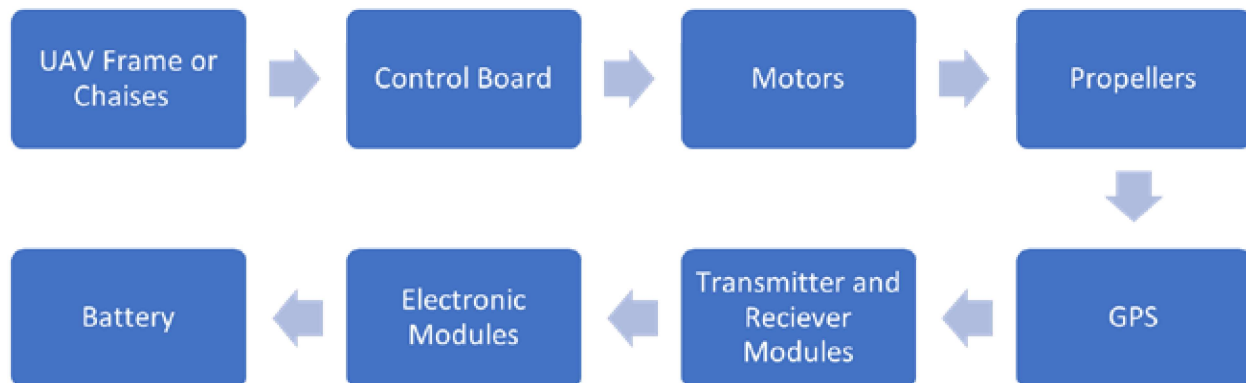 UAV Frame or
Chaises
Control Board
Motors
Propellers
GPS
Transmitter and
Reciever
Modules
Electronic
Modules
Battery